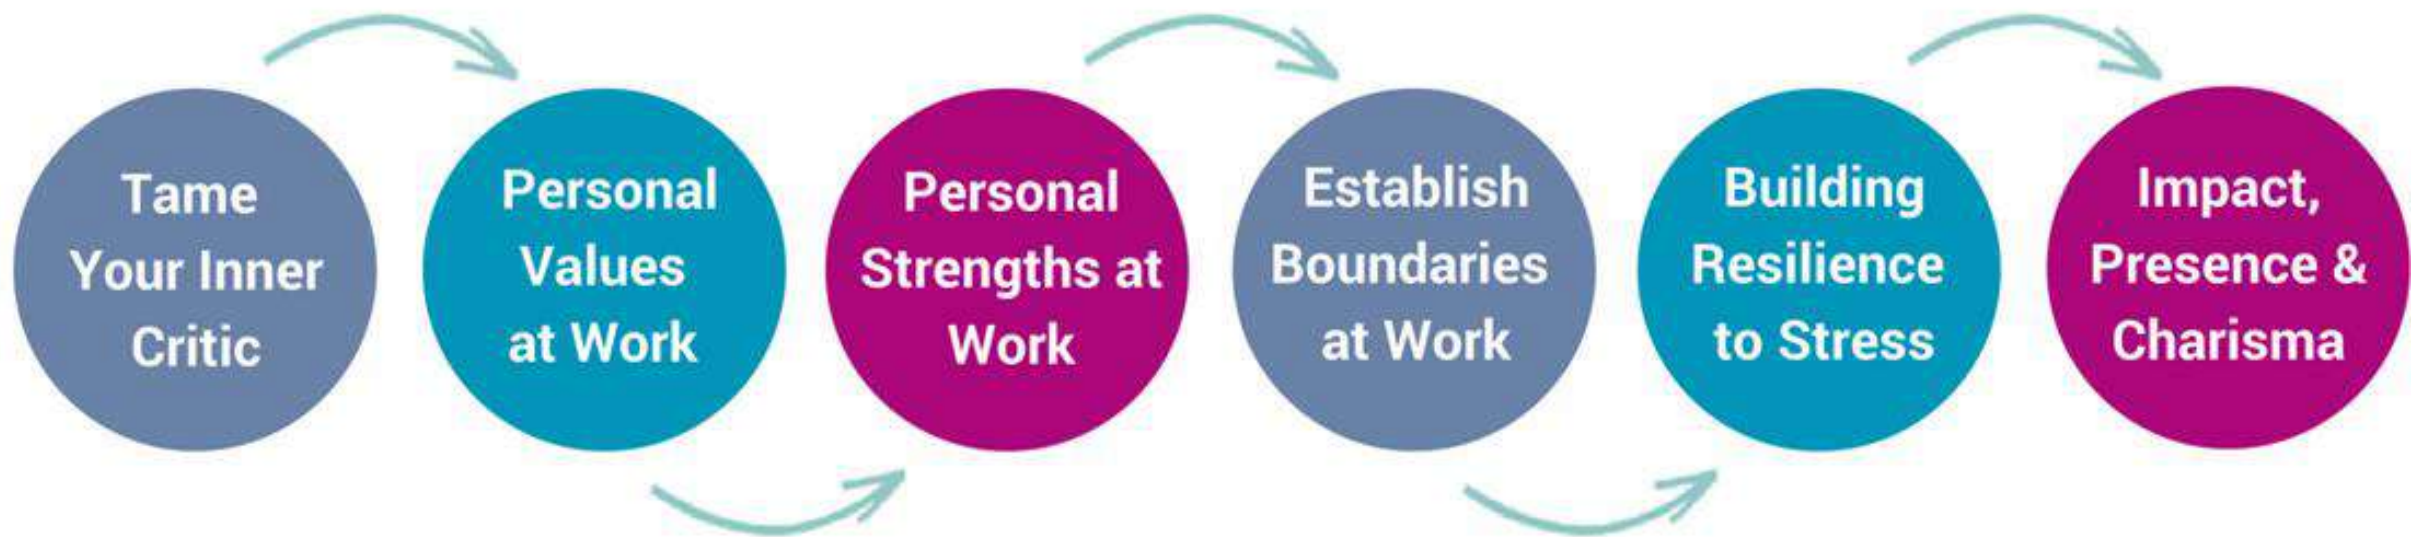 Tame
Your Inner
Critic
Personal
Values
at Work
Personal
Strengths at
Work
Establish
Boundaries
at Work
Building
Resilience
to Stress
Impact,
Presence &
Charisma